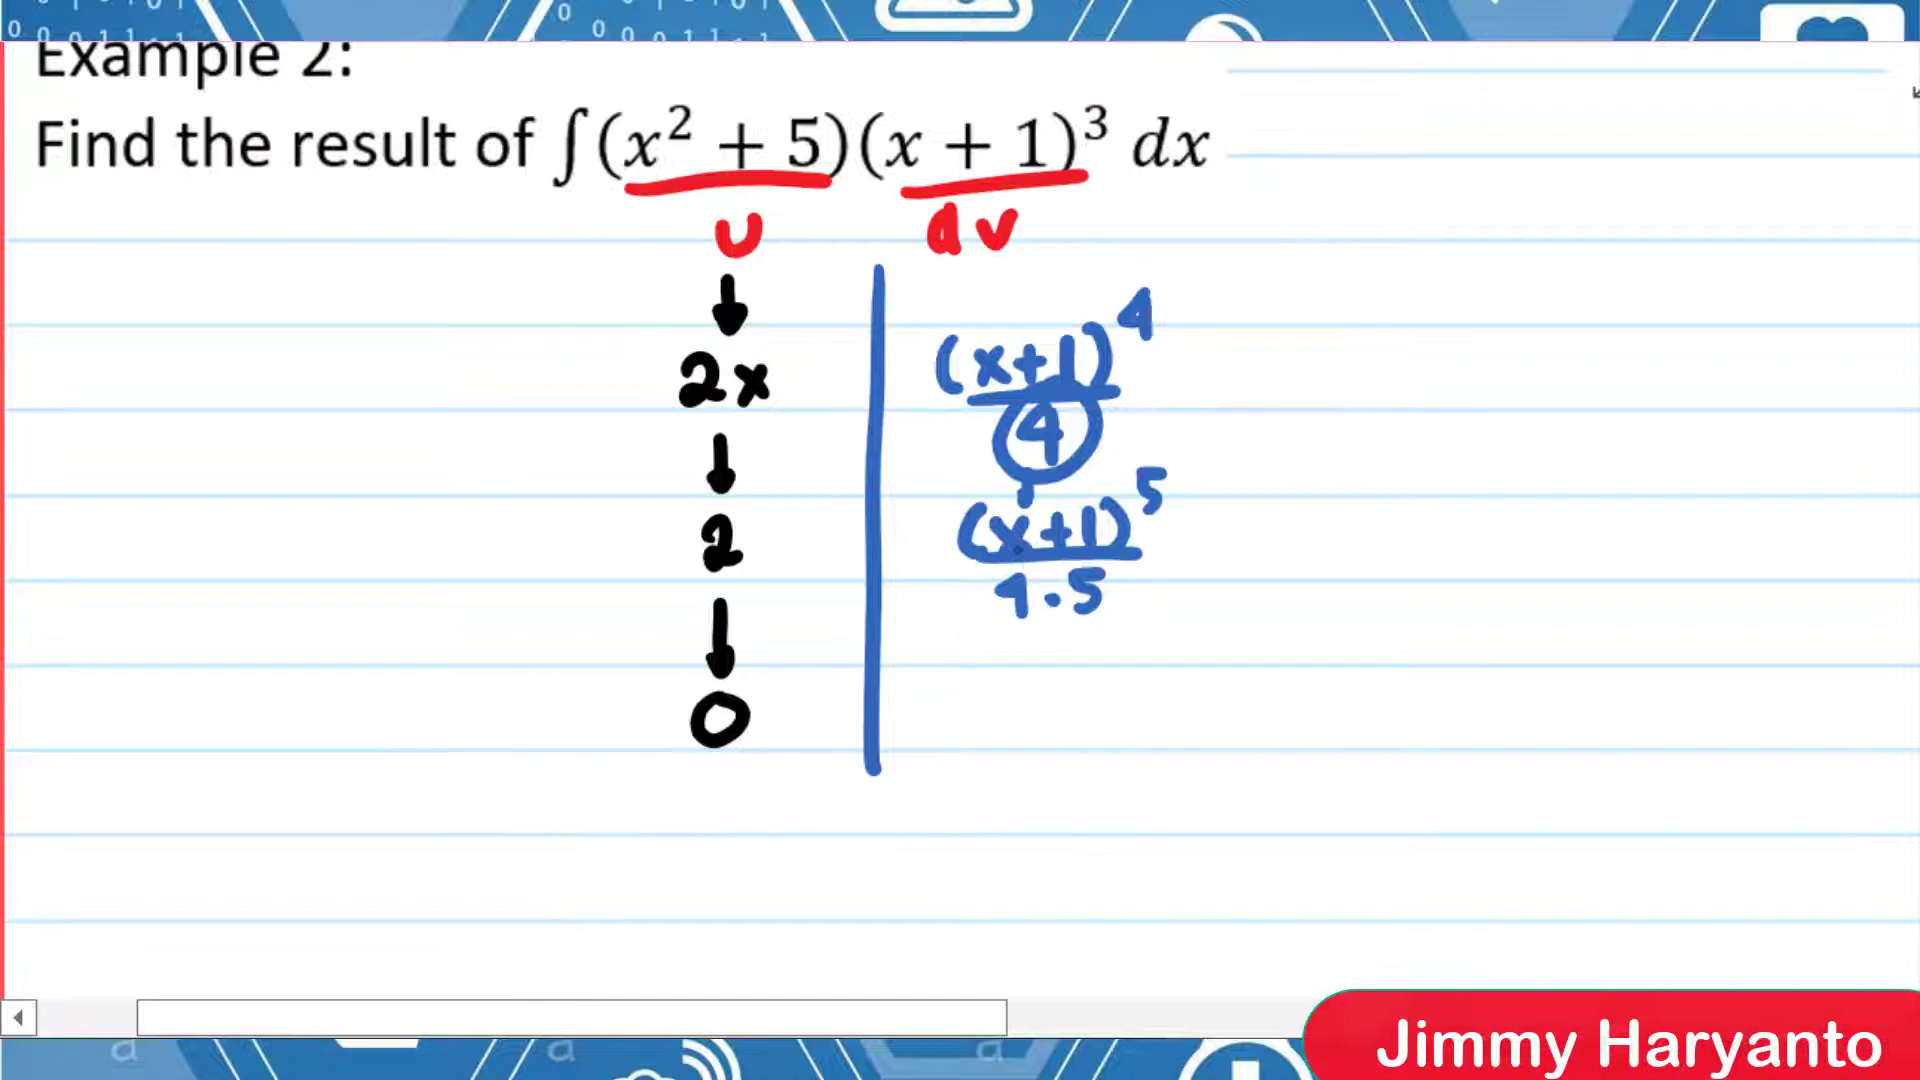 Example 2:
Find the result of ∫(x² + 5)(x + 1)³ dx
u
dv
2x
2
0
(x+1)⁴
4
(x+1)⁵
4·5
Jimmy Haryanto